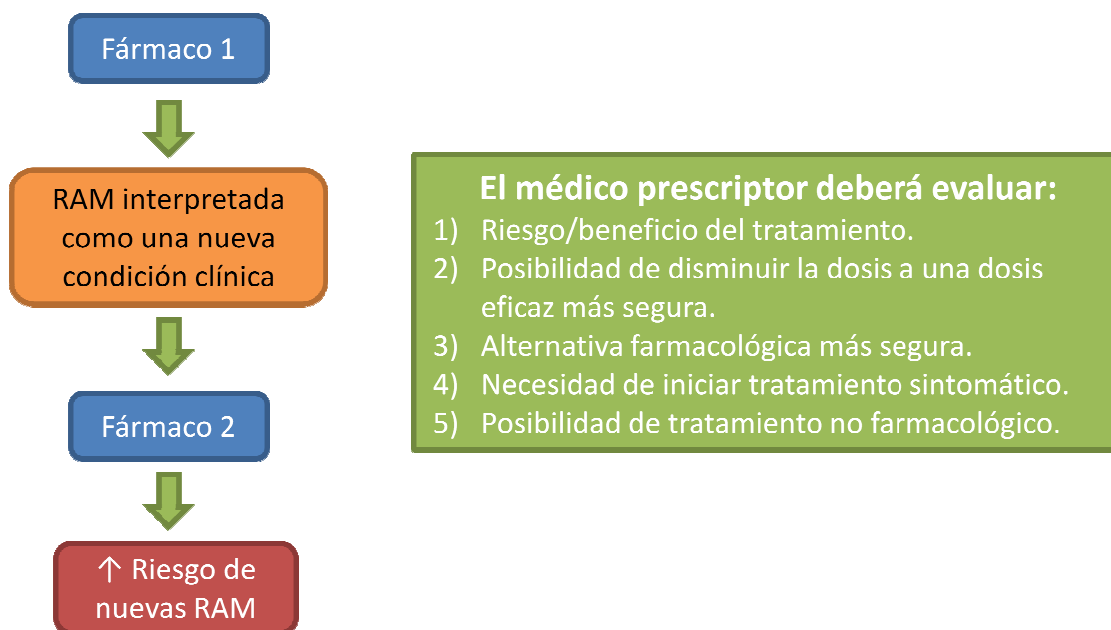 Fármaco 1
RAM interpretada
como una nueva
condición clínica
Fármaco 2
↑ Riesgo de
nuevas RAM
El médico prescriptor deberá evaluar:
1) Riesgo/beneficio del tratamiento.
2) Posibilidad de disminuir la dosis a una dosis
eficaz más segura.
3) Alternativa farmacológica más segura.
4) Necesidad de iniciar tratamiento sintomático.
5) Posibilidad de tratamiento no farmacológico.